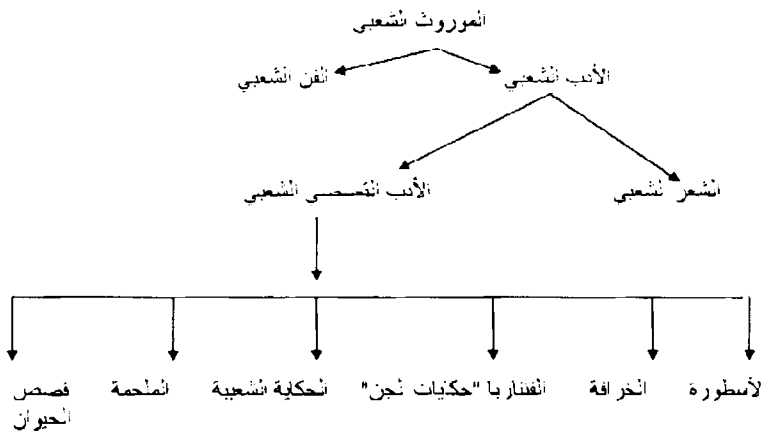 الموروث الشعبي
الأدب الشعبي
الفن الشعبي
الشعر الشعبي
الأدب القصصي الشعبي
الأسطورة
الخرافة
الفنتازيا "حكايات الجن"
الحكاية الشعبية
الملحمة
قصص
الحيوان